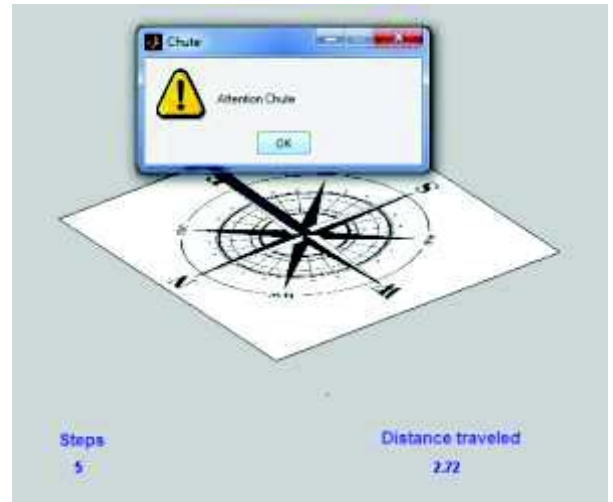 Chute
Attention Chute
OK
S
N
W
Steps
5
Distance traveled
2.72